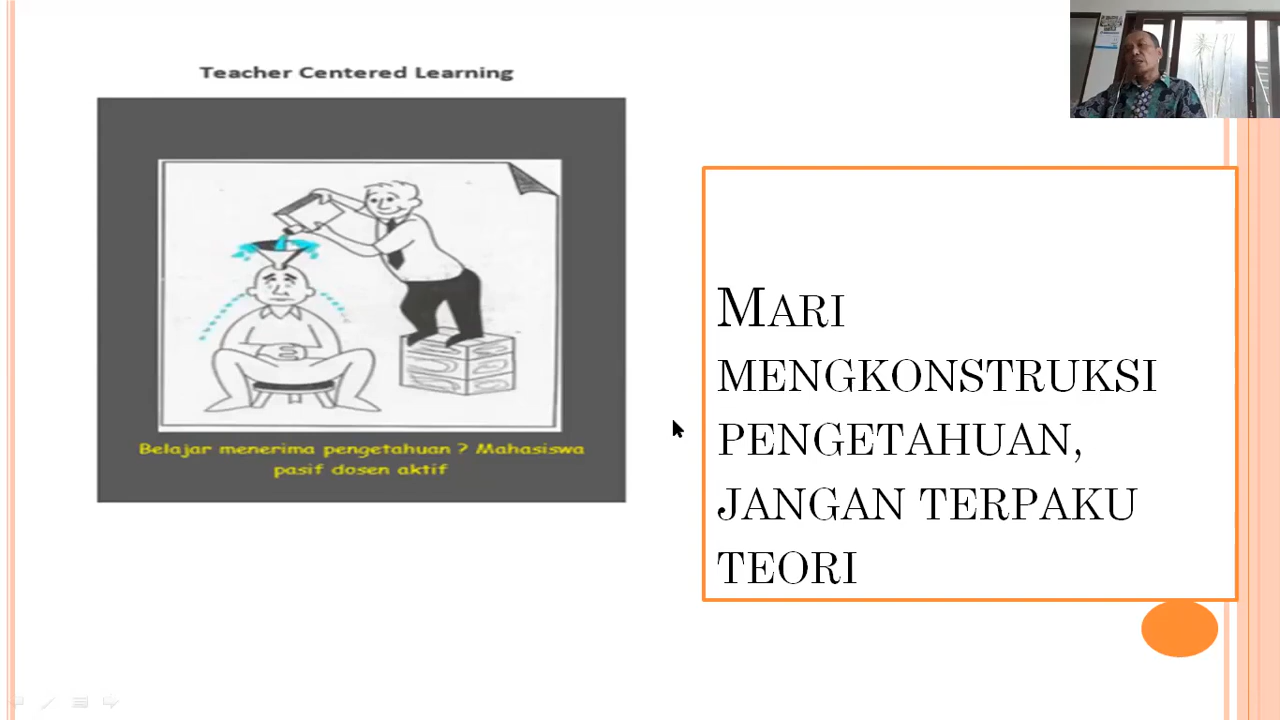 Teacher Centered Learning
Belajar menerima pengetahuan ? Mahasiswa
pasif dosen aktif
MARI
MENGKONSTRUKSI
PENGETAHUAN,
JANGAN TERPAKU
TEORI